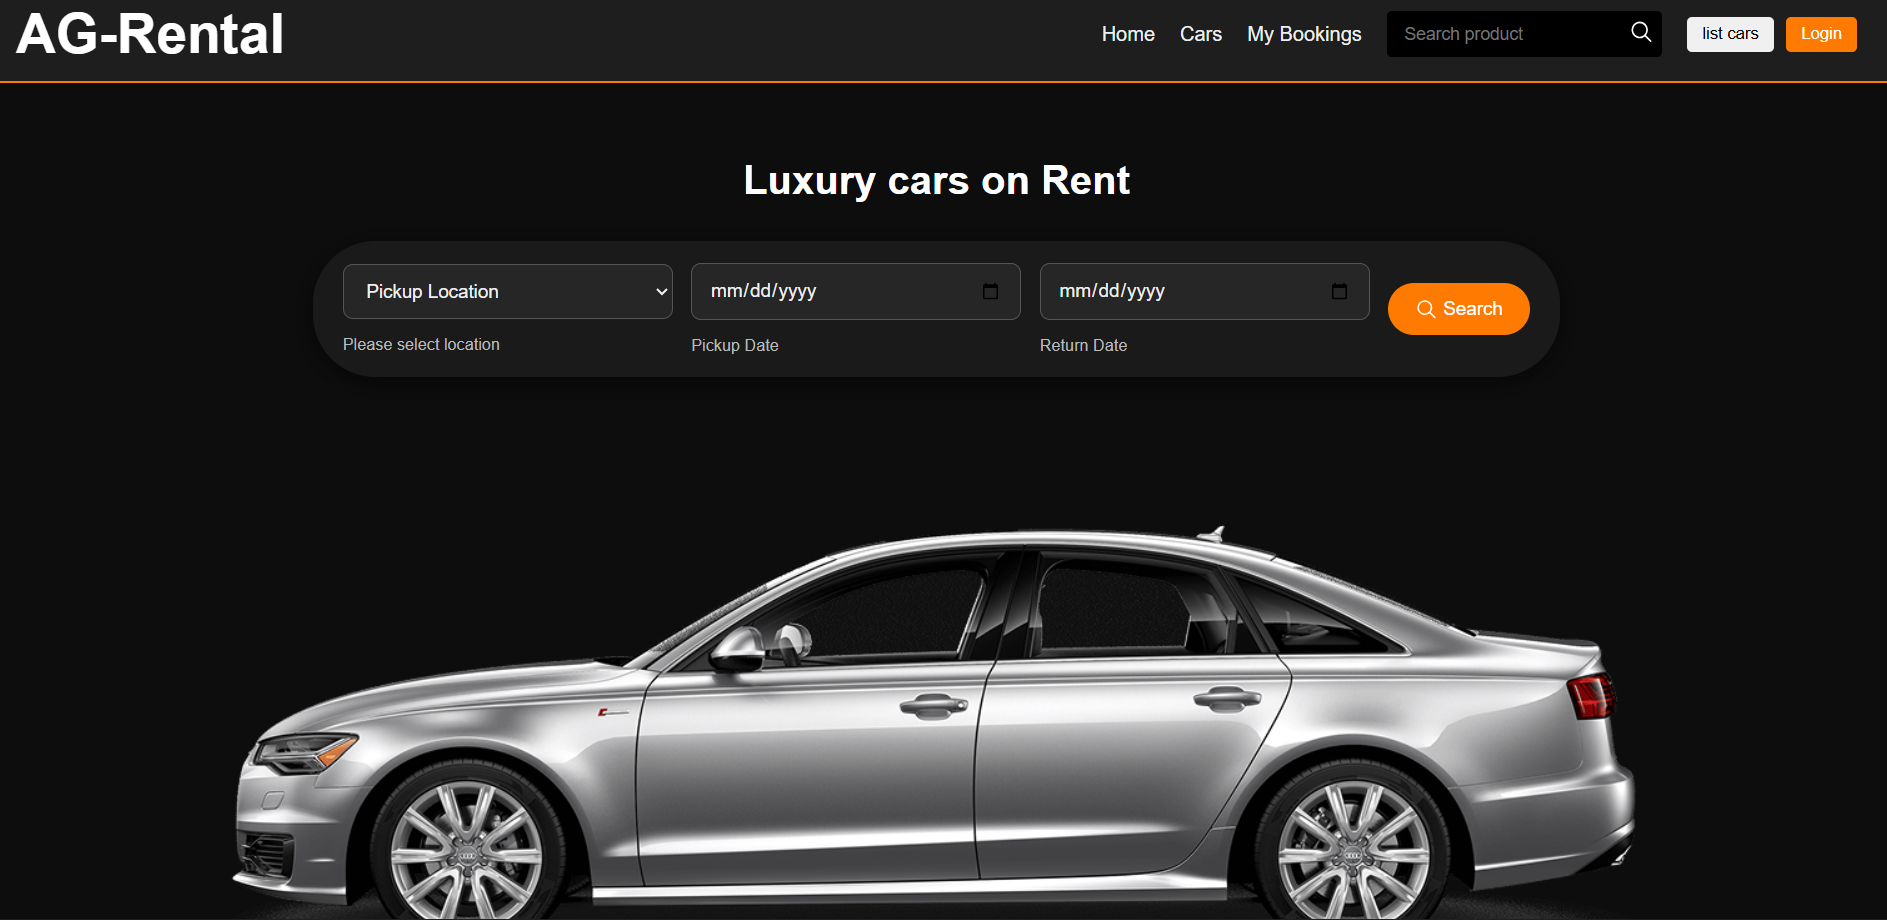 AG-Rental
Home Cars My Bookings Search product list cars Login
Luxury cars on Rent
Pickup Location mm/dd/yyyy mm/dd/yyyy Search
Please select location Pickup Date Return Date